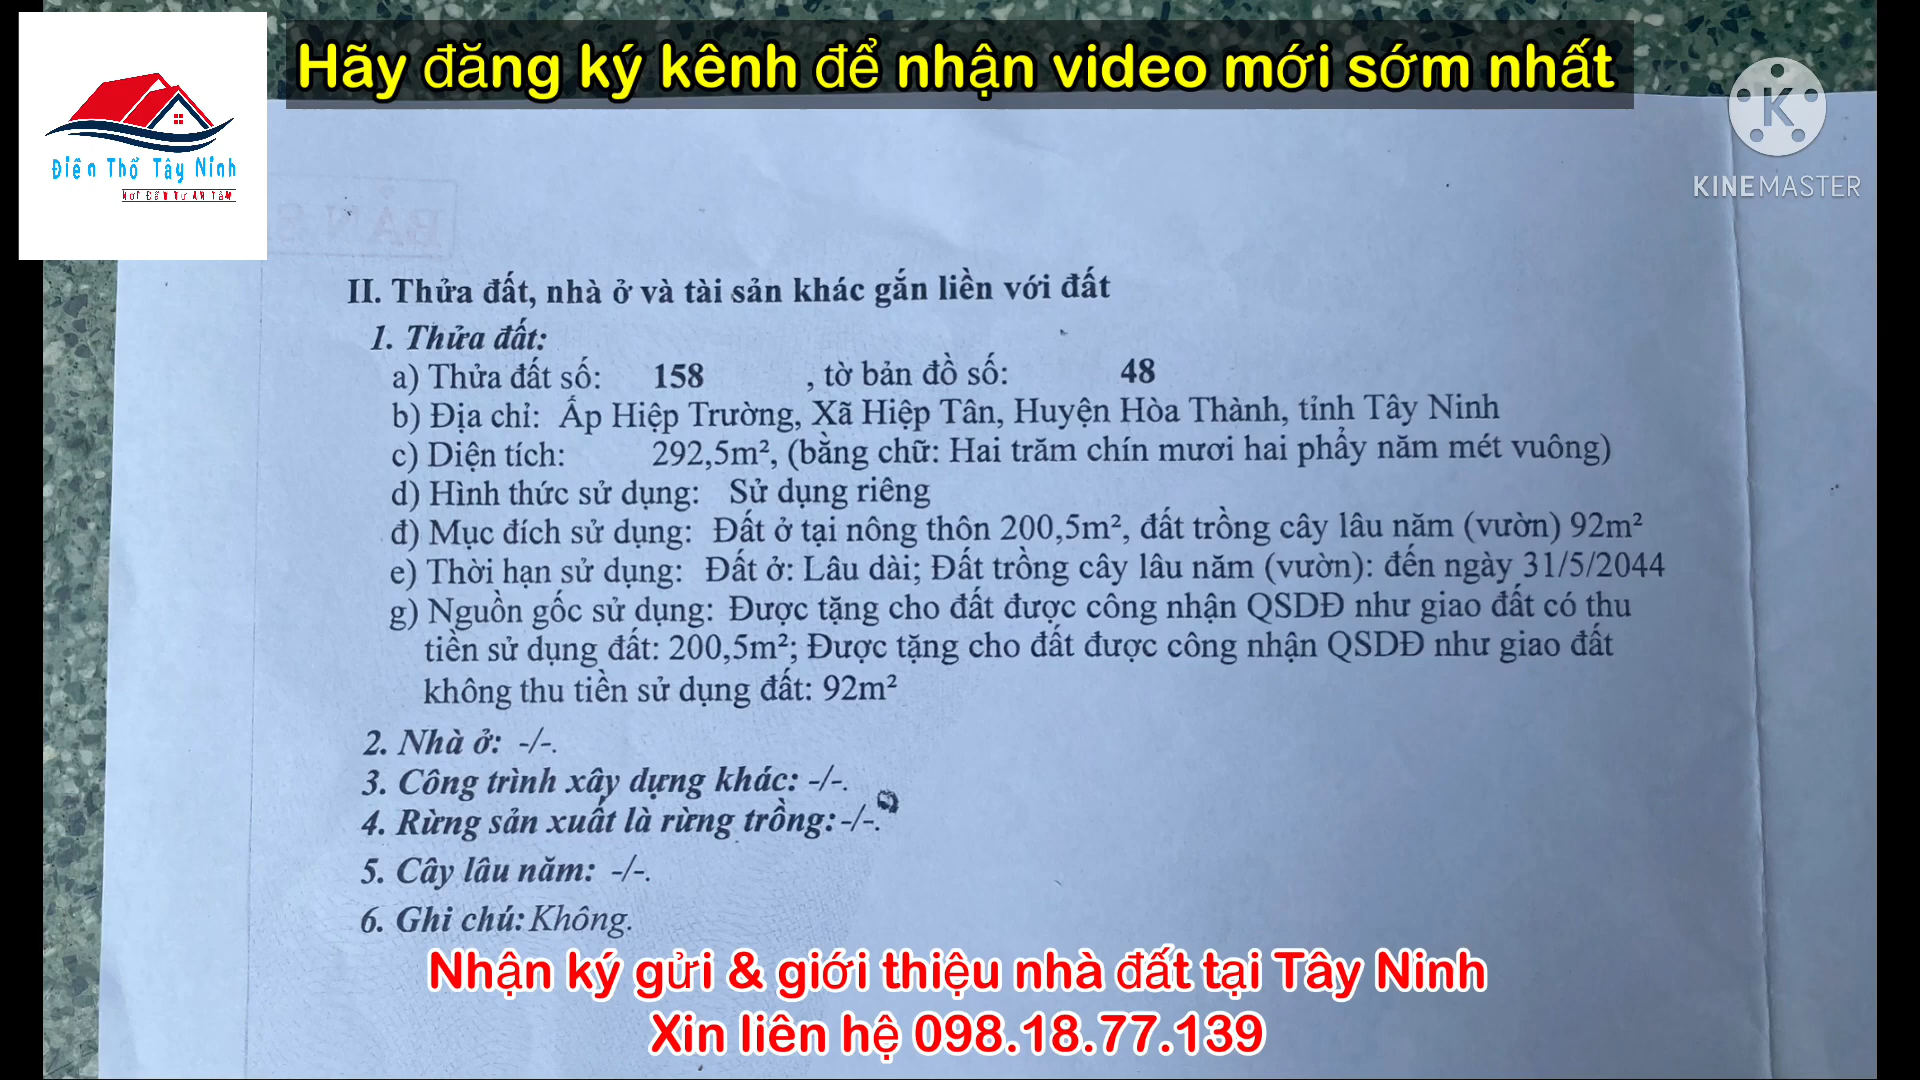 Hãy đăng ký kênh để nhận video mới sớm nhất
Điền Thổ Tây Ninh
NƠI ĐẦU TƯ AN TÂM
K
KINEMASTER
BẢN S
II. Thửa đất, nhà ở và tài sản khác gắn liền với đất
1. Thửa đất:
a) Thửa đất số: 158 , tờ bản đồ số: 48
b) Địa chỉ: Ấp Hiệp Trường, Xã Hiệp Tân, Huyện Hòa Thành, tỉnh Tây Ninh
c) Diện tích: 292,5m², (bằng chữ: Hai trăm chín mươi hai phẩy năm mét vuông)
d) Hình thức sử dụng: Sử dụng riêng
đ) Mục đích sử dụng: Đất ở tại nông thôn 200,5m², đất trồng cây lâu năm (vườn) 92m²
e) Thời hạn sử dụng: Đất ở: Lâu dài; Đất trồng cây lâu năm (vườn): đến ngày 31/5/2044
g) Nguồn gốc sử dụng: Được tặng cho đất được công nhận QSDĐ như giao đất có thu
tiền sử dụng đất: 200,5m²; Được tặng cho đất được công nhận QSDĐ như giao đất
không thu tiền sử dụng đất: 92m²
2. Nhà ở: -/-.
3. Công trình xây dựng khác: -/-.
4. Rừng sản xuất là rừng trồng: -/-.
5. Cây lâu năm: -/-.
6. Ghi chú: Không.
Nhận ký gửi & giới thiệu nhà đất tại Tây Ninh
Xin liên hệ 098.18.77.139